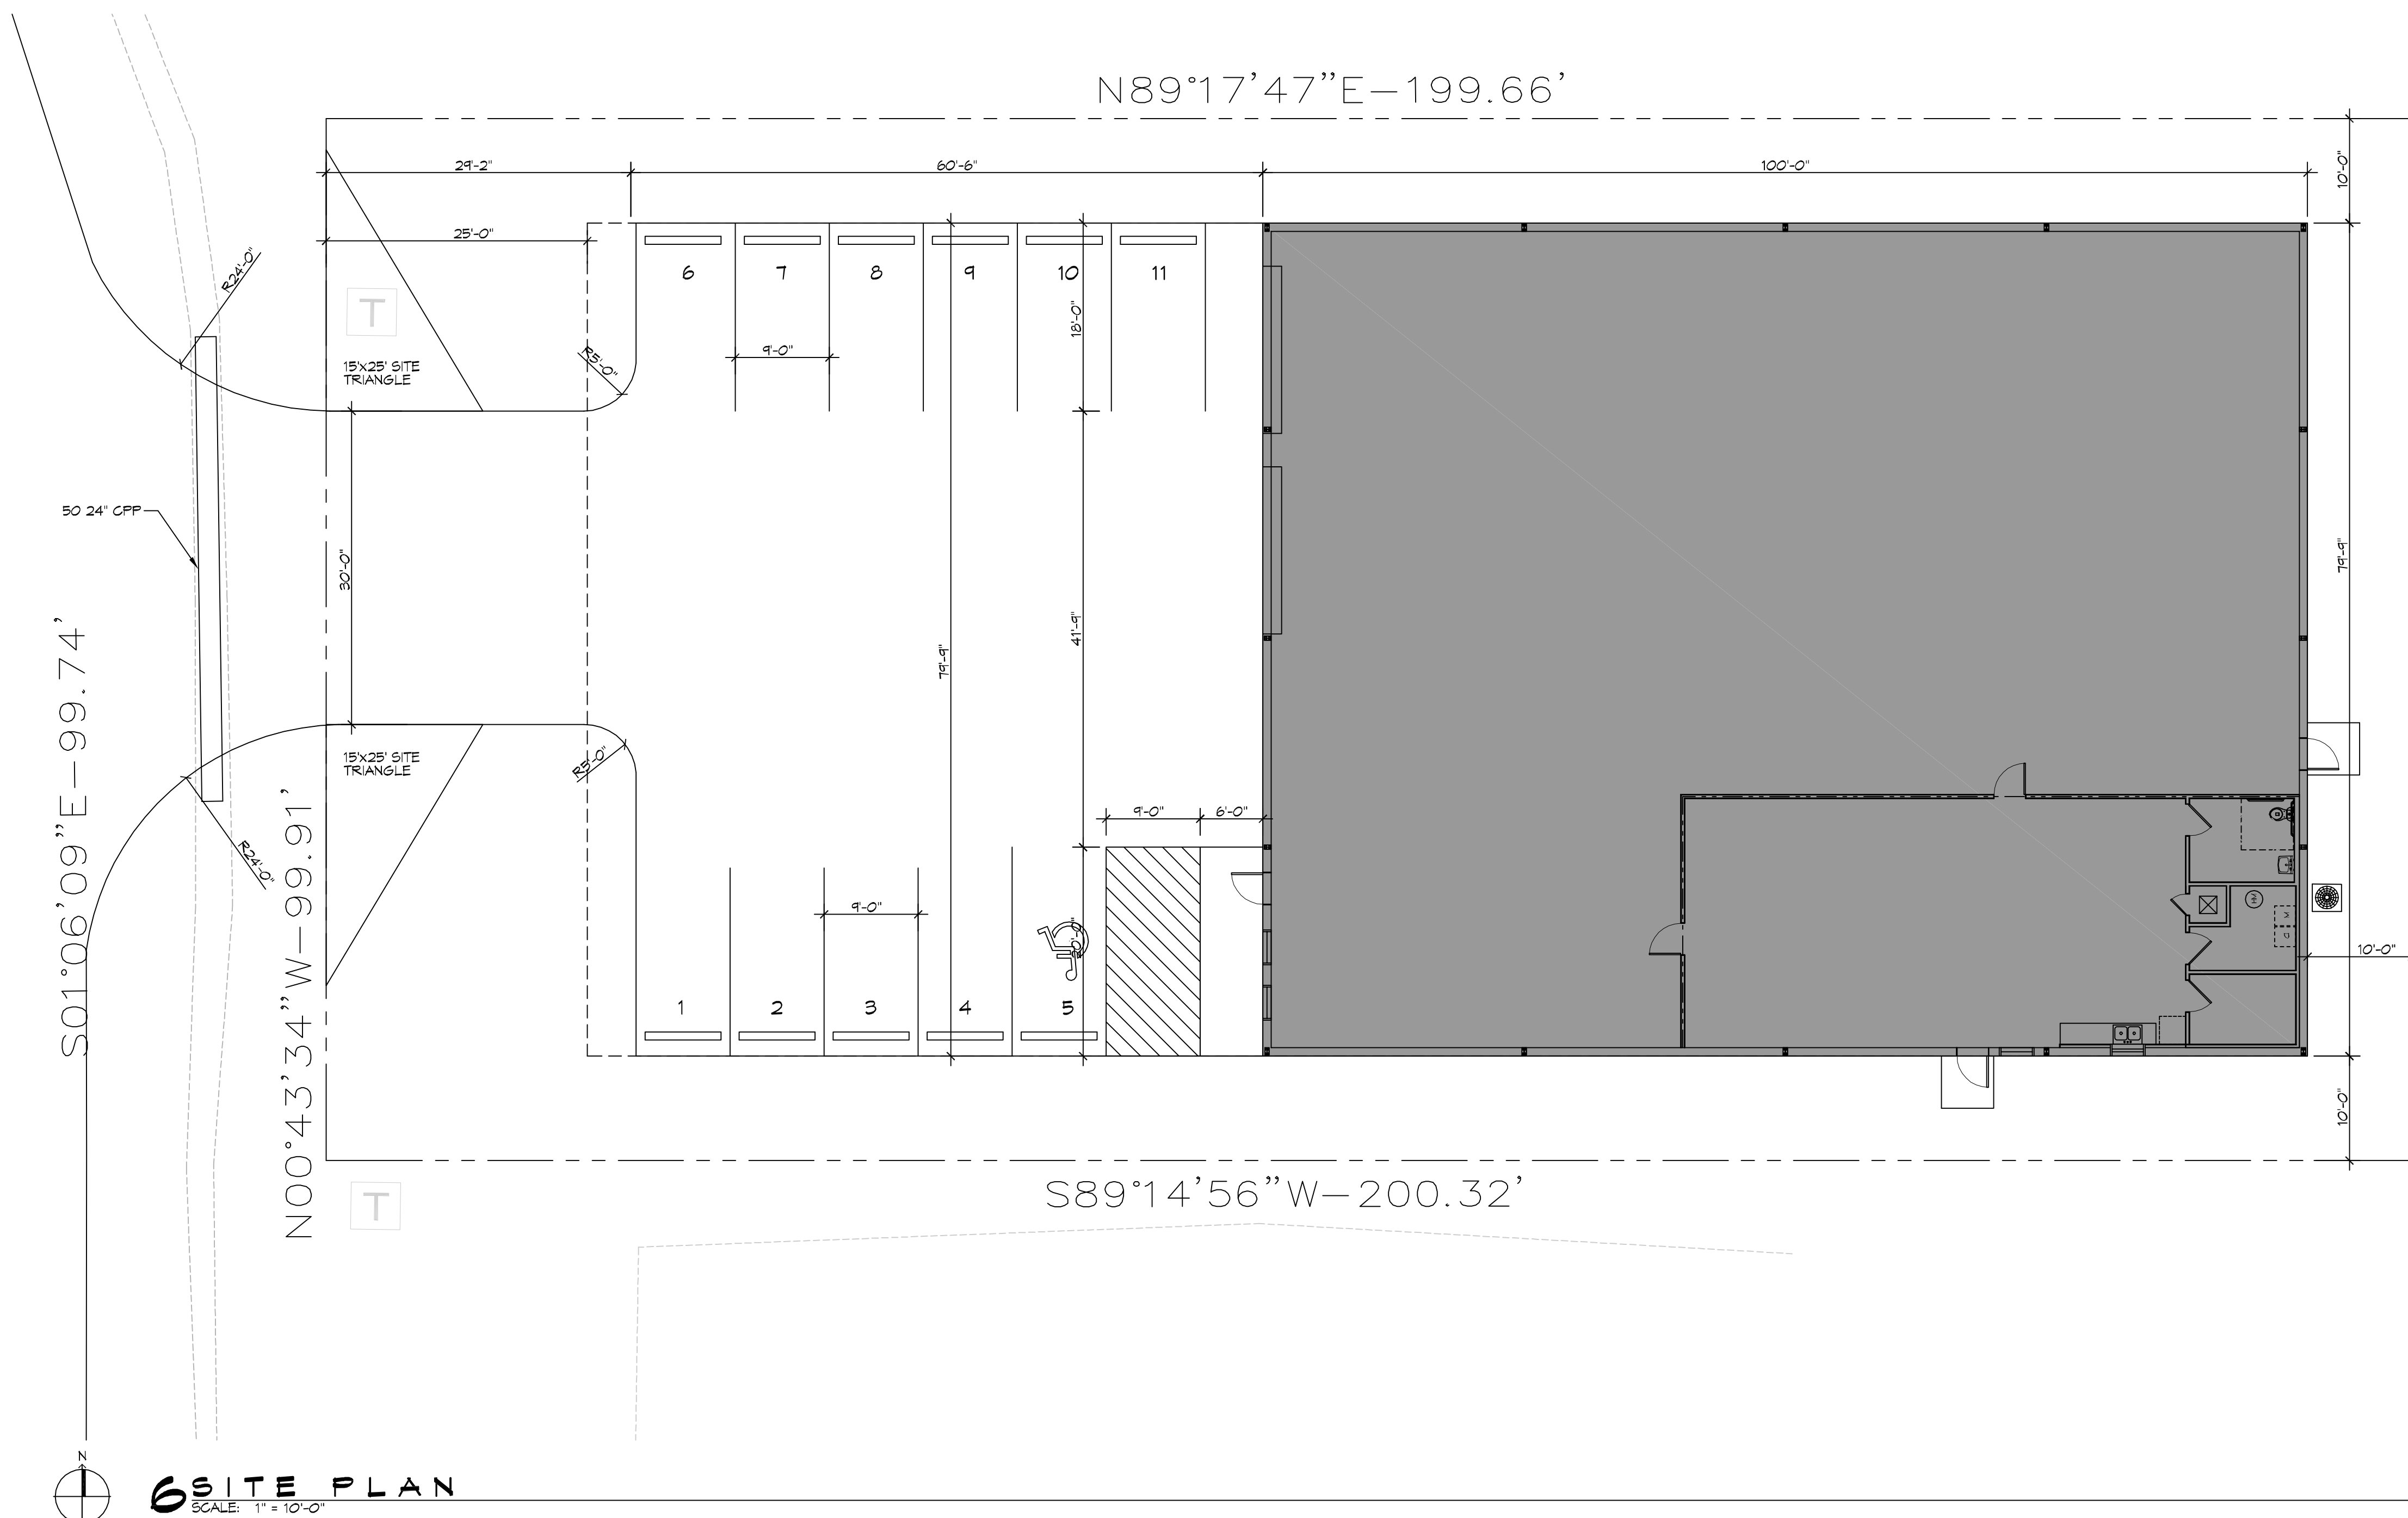 N89°17'47"E-199.66'
29'-2"
60'-6"
100'-0"
10'-0"
25'-0"
R24'-0"
T
15'x25' SITE
TRIANGLE
6
7
8
9
10
11
18'-0"
9'-0"
R5'-0"
50 24" CPP
30'-0"
41'-9"
79'-9"
79'-9"
S01°06'09"E-99.74'
N00°43'34"W-99.91'
15'x25' SITE
TRIANGLE
R5'-0"
R24'-0"
9'-0"
6'-0"
9'-0"
1
2
3
4
5
WH
W
D
10'-0"
10'-0"
S89°14'56"W-200.32'
T
N
6 SITE PLAN
SCALE: 1" = 10'-0"